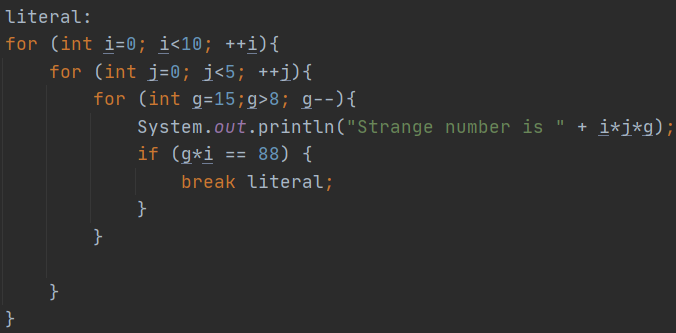 literal:
for (int i=0; i<10; ++i){
    for (int j=0; j<5; ++j){
        for (int g=15;g>8; g--){
            System.out.println("Strange number is " + i*j*g);
            if (g*i == 88) {
                break literal;
            }
        }
    }
}